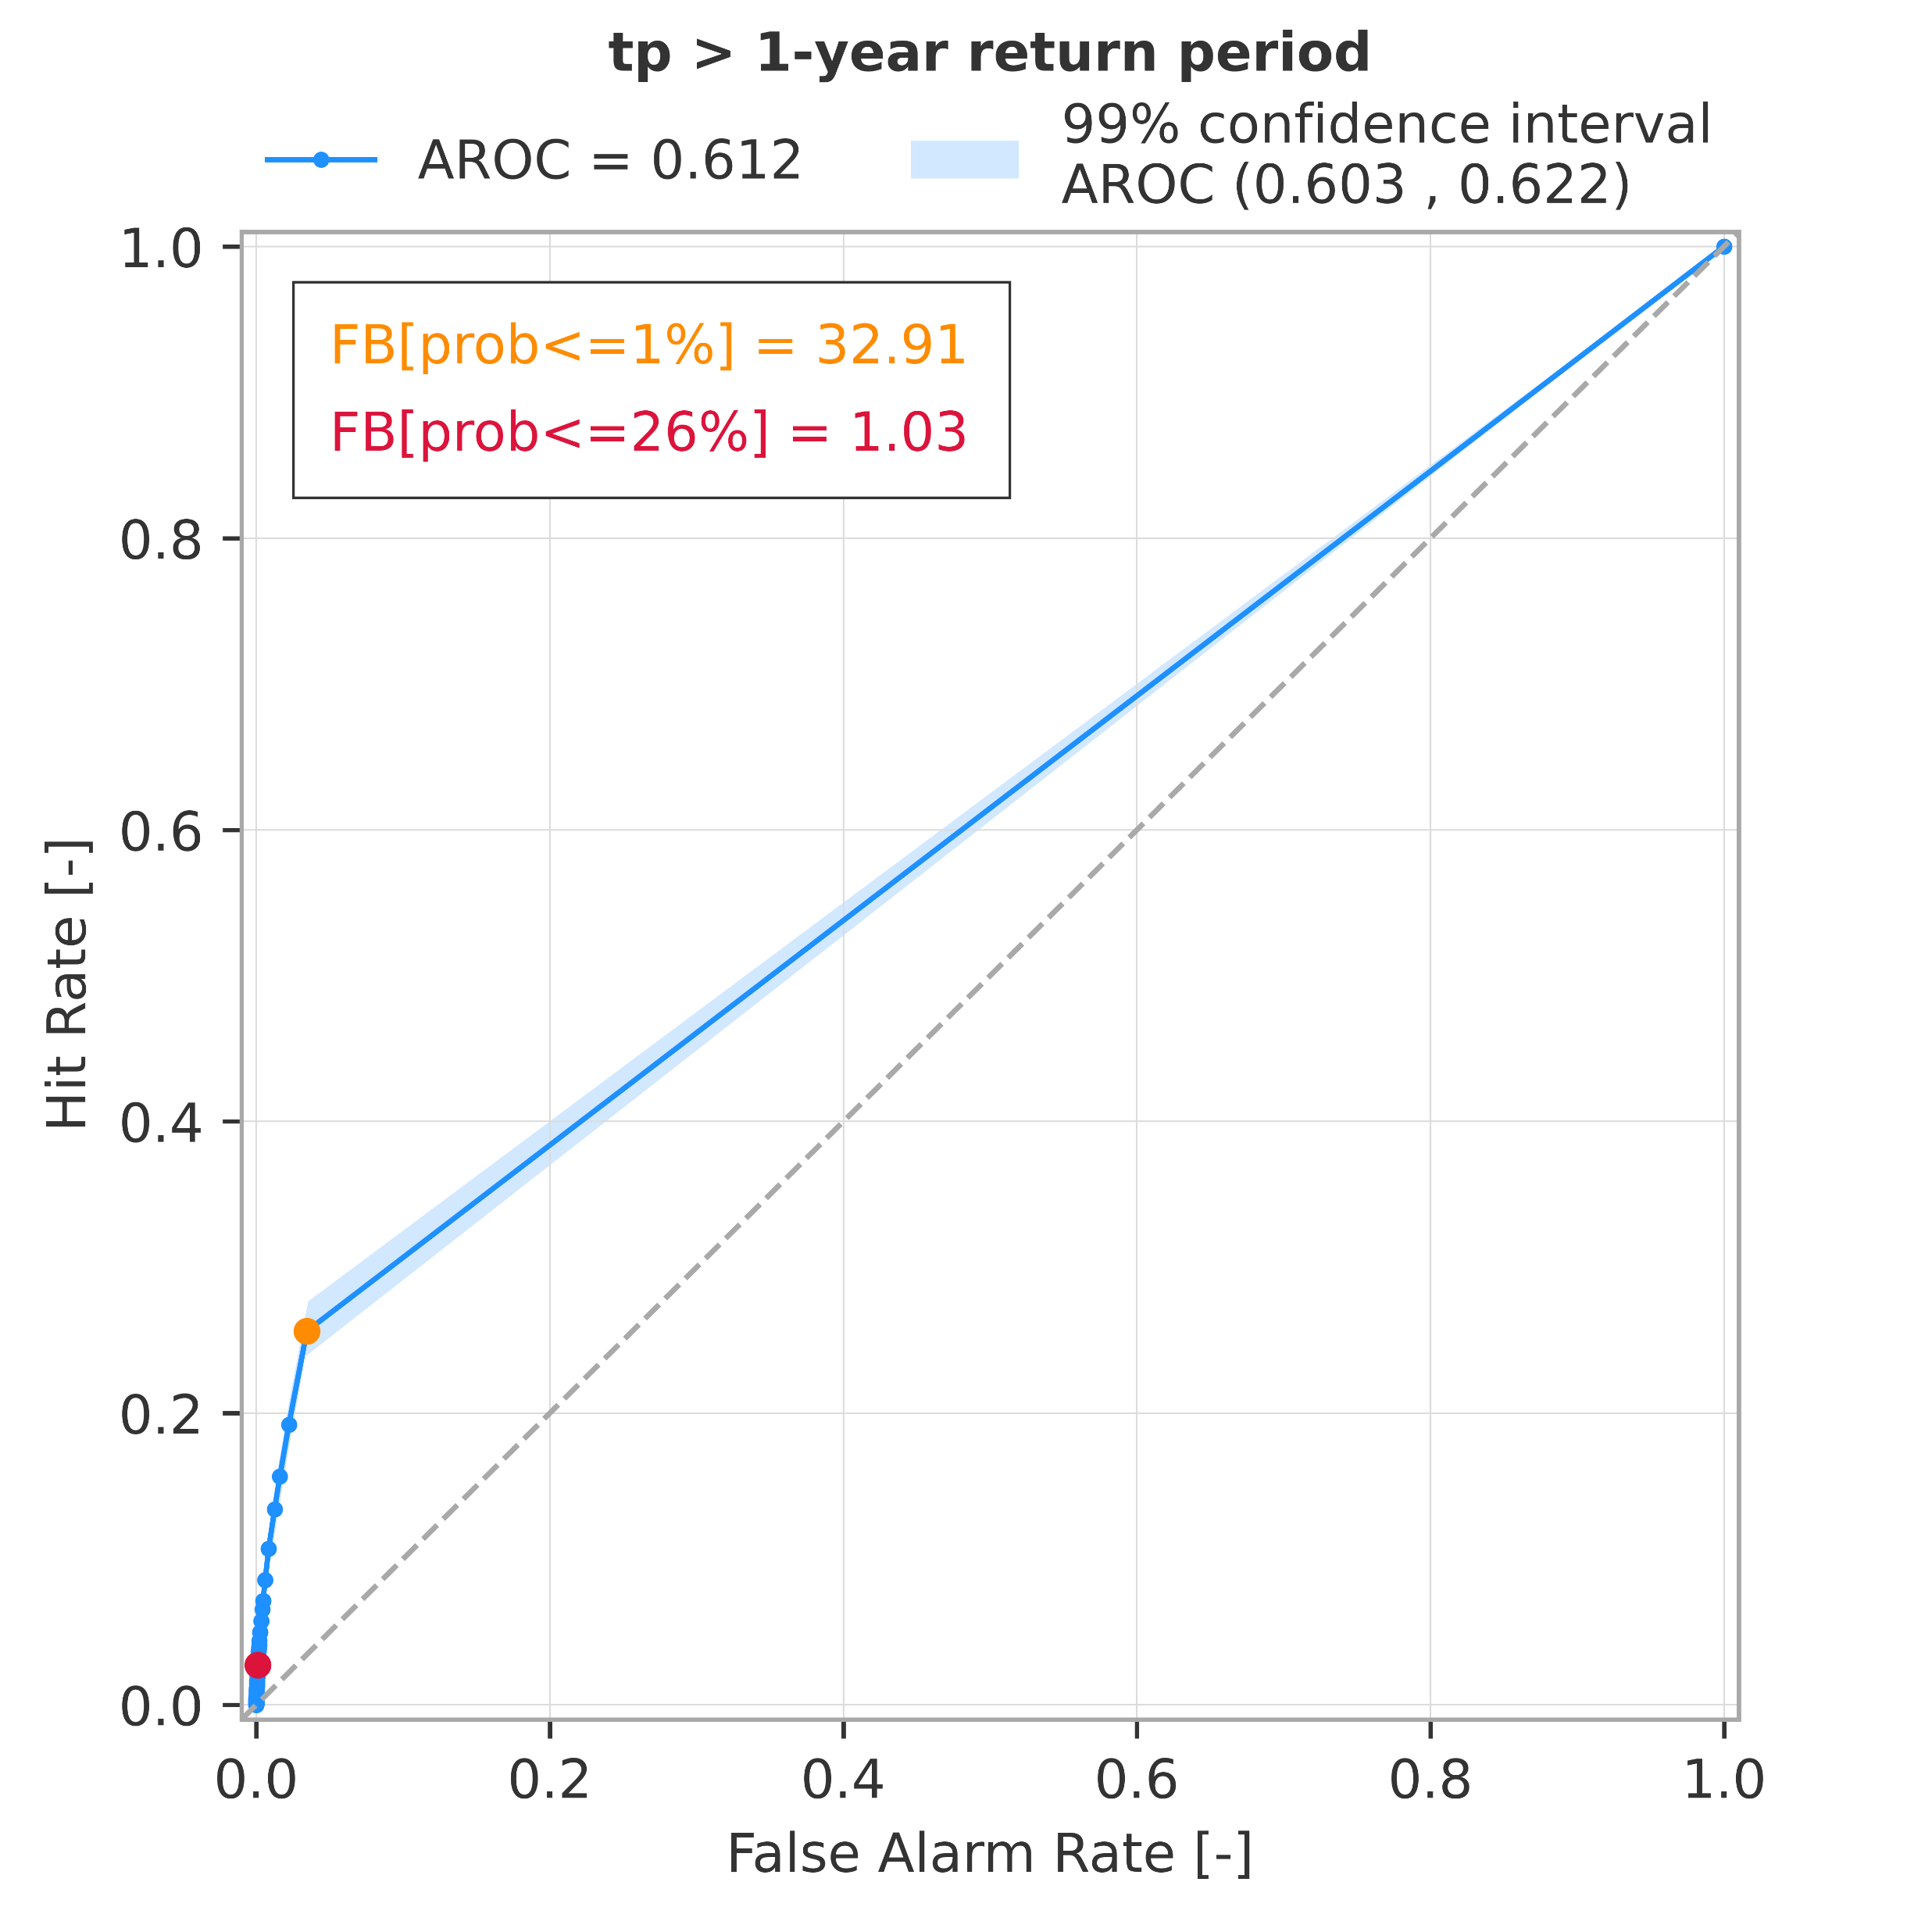 tp > 1-year return period
AROC = 0.612
99% confidence interval
AROC (0.603 , 0.622)
FB[prob<=1%] = 32.91
FB[prob<=26%] = 1.03
1.0
0.8
0.6
0.4
0.2
0.0
Hit Rate [-]
0.0 0.2 0.4 0.6 0.8 1.0
False Alarm Rate [-]